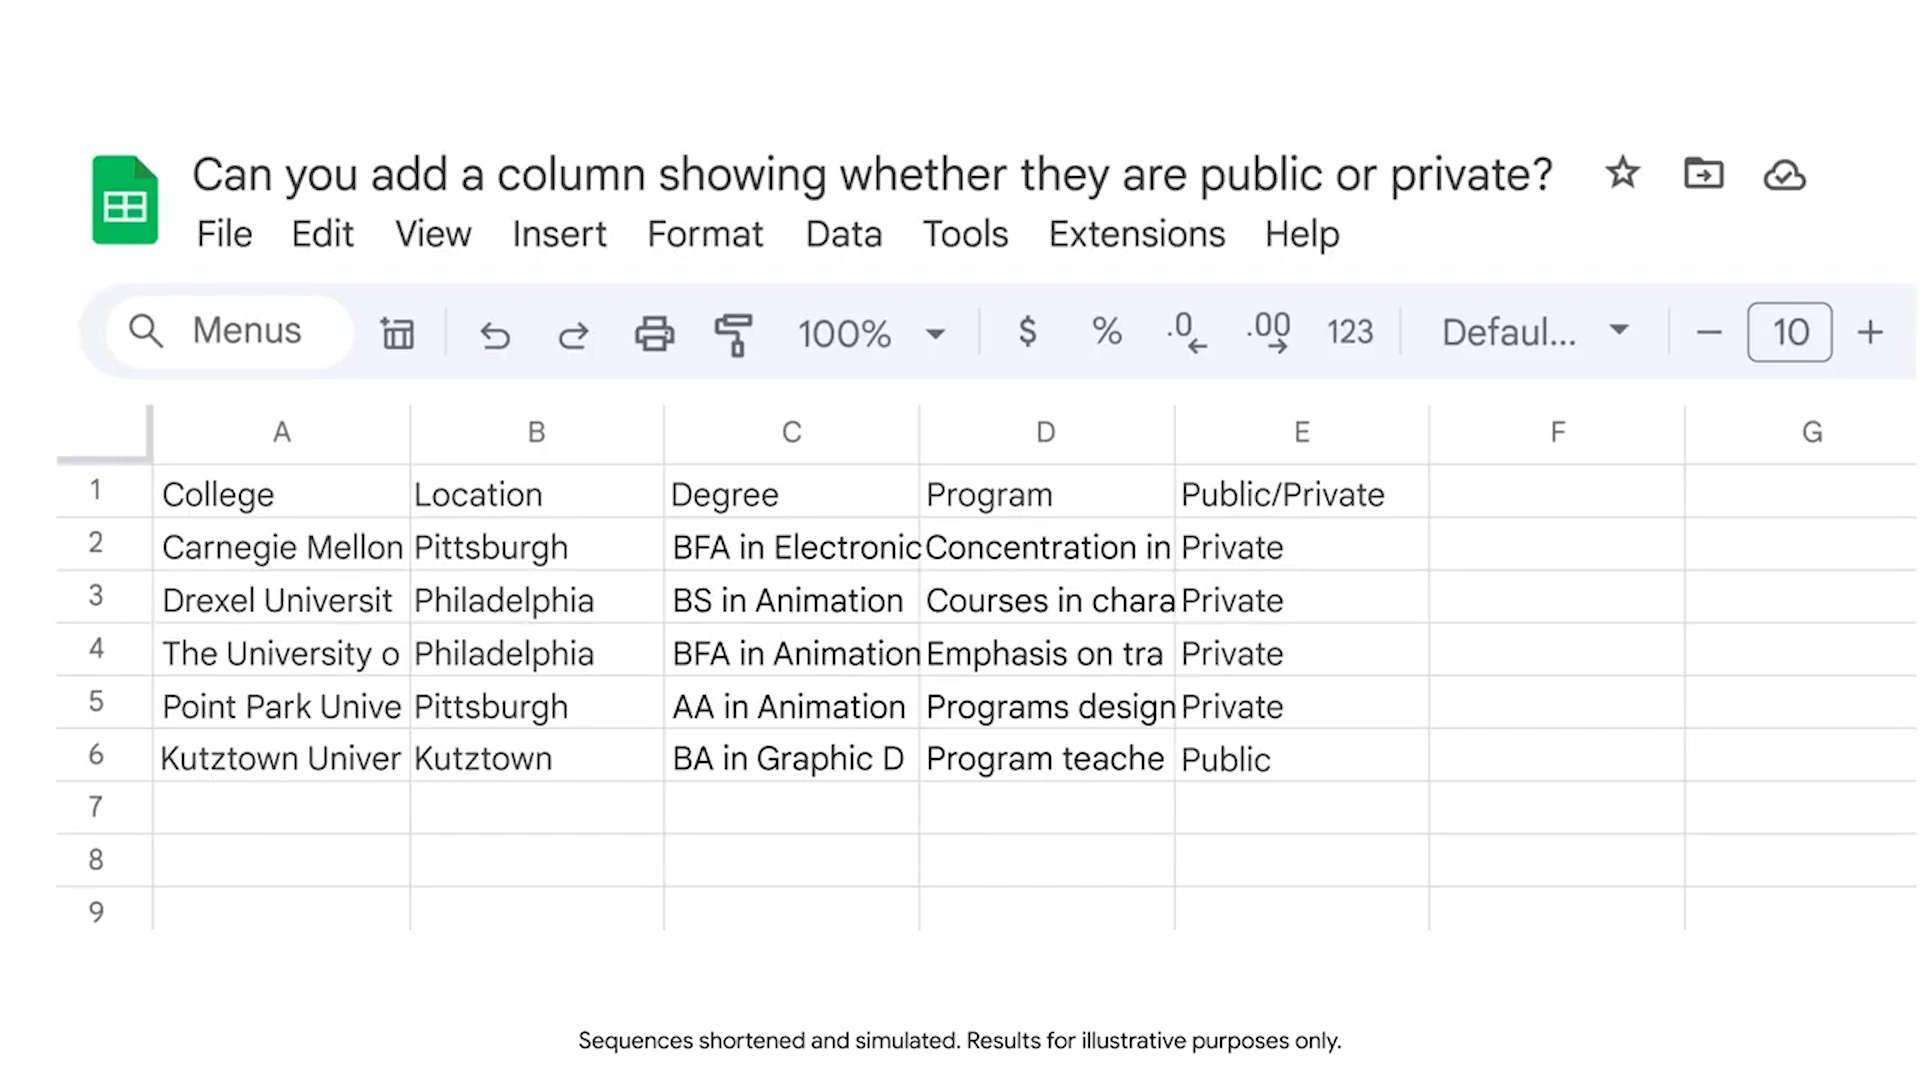 Can you add a column showing whether they are public or private?
File Edit View Insert Format Data Tools Extensions Help
Menus 100% $ % .0 .00 123 Defaul... 10
A B C D E F G
1 College Location Degree Program Public/Private
2 Carnegie Mellon Pittsburgh BFA in Electronic Concentration in Private
3 Drexel Universit Philadelphia BS in Animation Courses in chara Private
4 The University o Philadelphia BFA in Animation Emphasis on tra Private
5 Point Park Unive Pittsburgh AA in Animation Programs design Private
6 Kutztown Univer Kutztown BA in Graphic D Program teache Public
7
8
9
Sequences shortened and simulated. Results for illustrative purposes only.